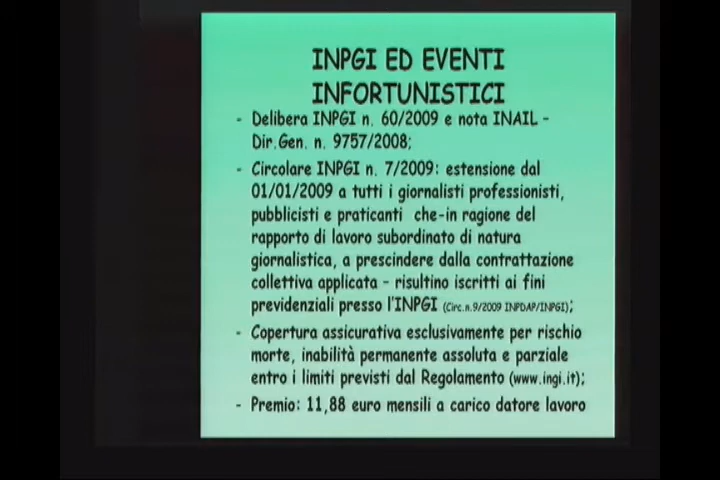 INPGI ED EVENTI
INFORTUNISTICI
- Delibera INPGI n. 60/2009 e nota INAIL –
Dir.Gen. n. 9757/2008;
- Circolare INPGI n. 7/2009: estensione dal
01/01/2009 a tutti i giornalisti professionisti,
pubblicisti e praticanti che-in ragione del
rapporto di lavoro subordinato di natura
giornalistica, a prescindere dalla contrattazione
collettiva applicata – risultino iscritti ai fini
previdenziali presso l'INPGI (Circ.n.9/2009 INPDAP/INPGI);
- Copertura assicurativa esclusivamente per rischio
morte, inabilità permanente assoluta e parziale
entro i limiti previsti dal Regolamento (www.ingi.it);
- Premio: 11,88 euro mensili a carico datore lavoro